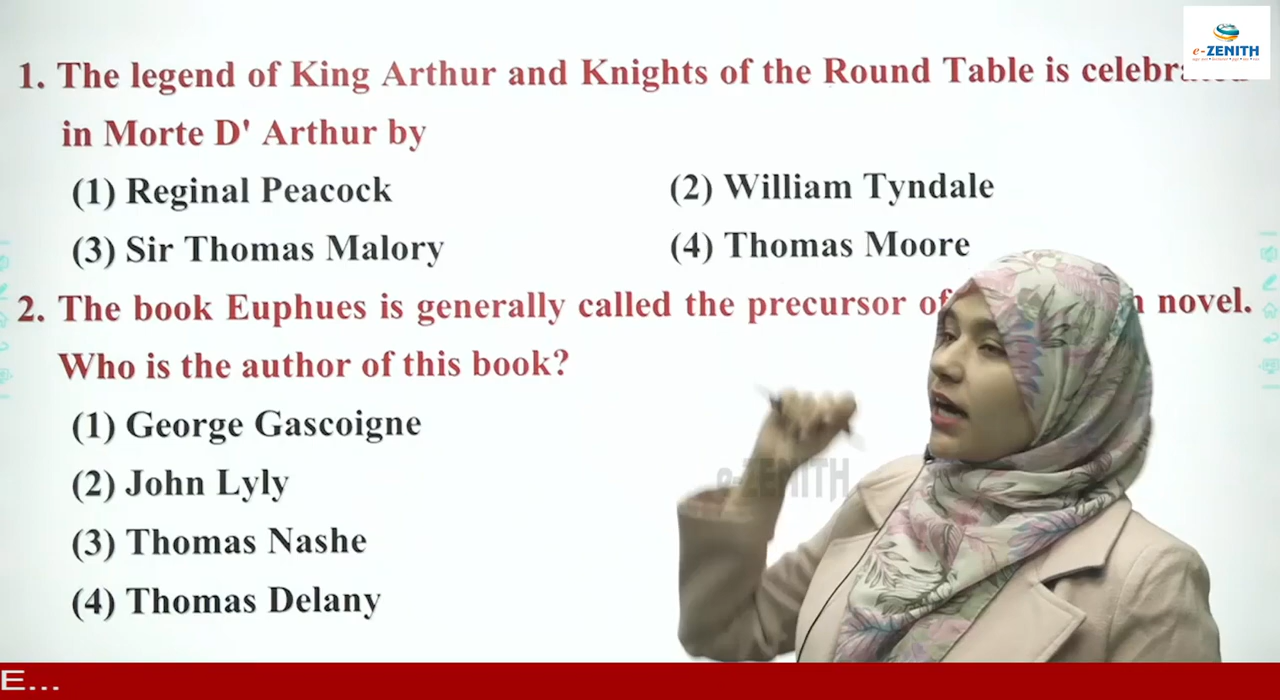 e-ZENITH
1. The legend of King Arthur and Knights of the Round Table is
in Morte D' Arthur by
(1) Reginal Peacock
(2) William Tyndale
(3) Sir Thomas Malory
(4) Thomas Moore
2. The book Euphues is generally called the precursor of novel.
Who is the author of this book?
(1) George Gascoigne
(2) John Lyly
e-ZENITH
(3) Thomas Nashe
(4) Thomas Delany
E...